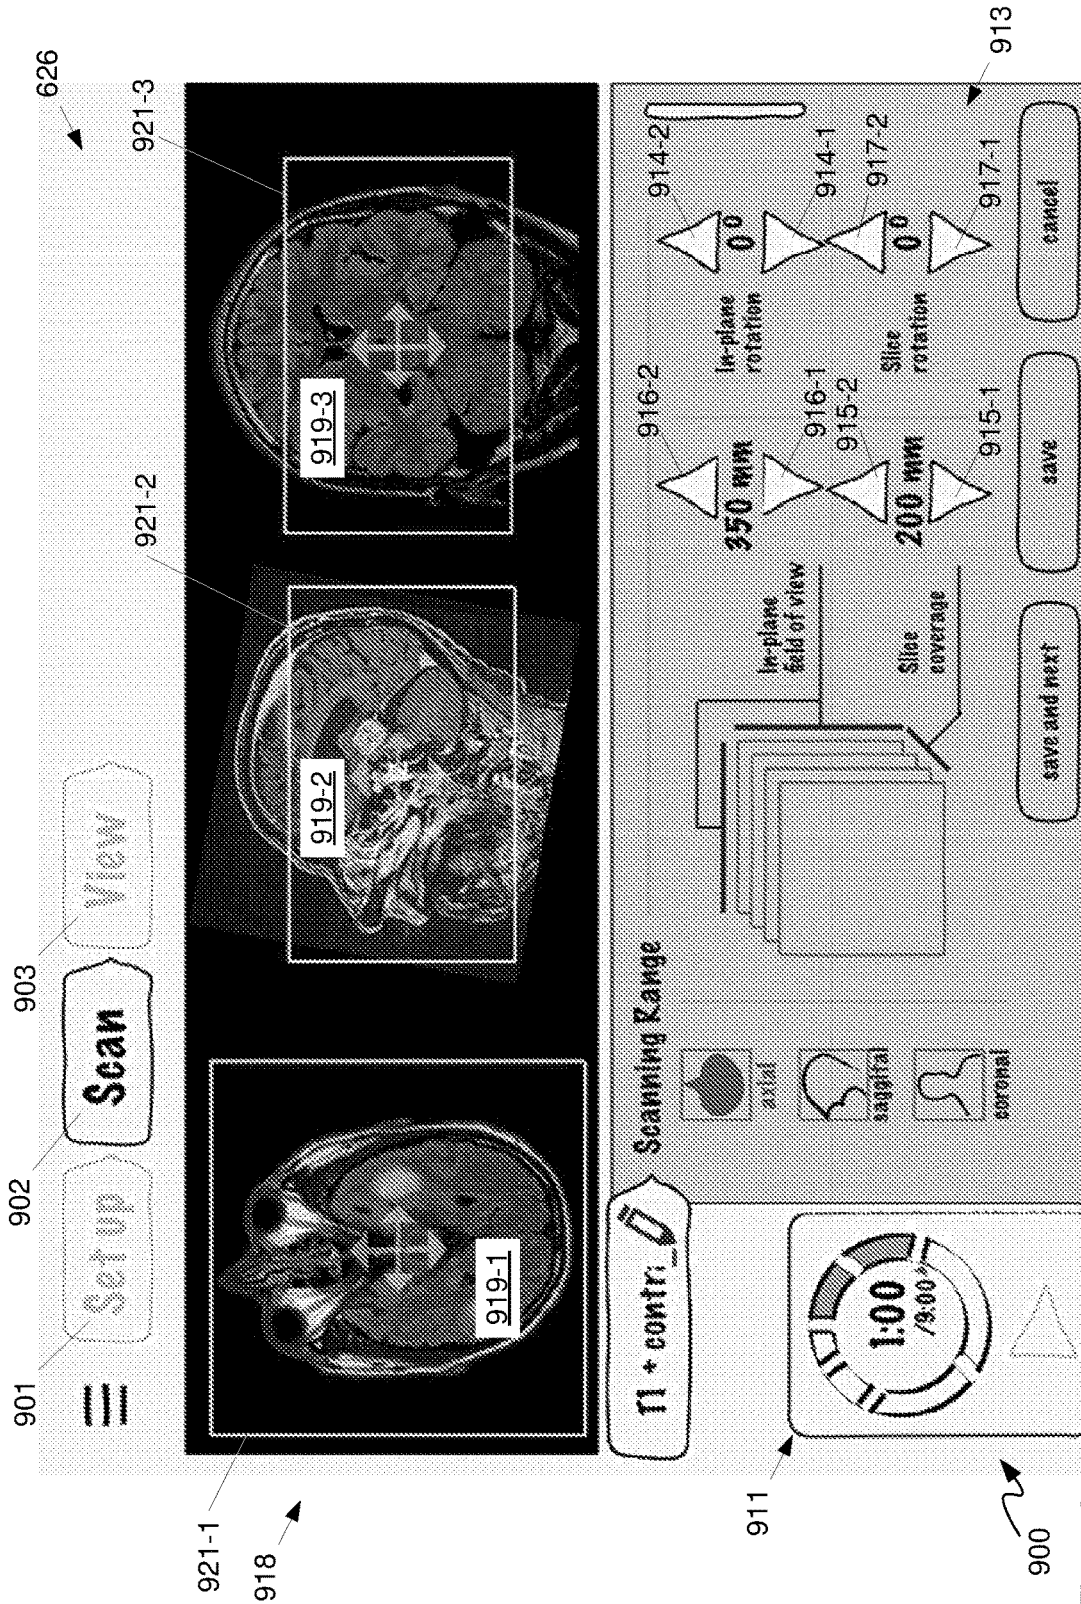 626
901
902
903
Setup
Scan
View
921-1
918
921-2
921-3
919-1
919-2
919-3
T1 + contr
Scanning Range
911
1:00
/9:00
900
axial
saggital
coronal
In-plane
field of view
Slice
coverage
350 mm
200 mm
916-2
916-1
915-2
915-1
In-plane
rotation
Slice
rotation
0°
0°
914-2
914-1
917-2
917-1
913
save and next
save
cancel